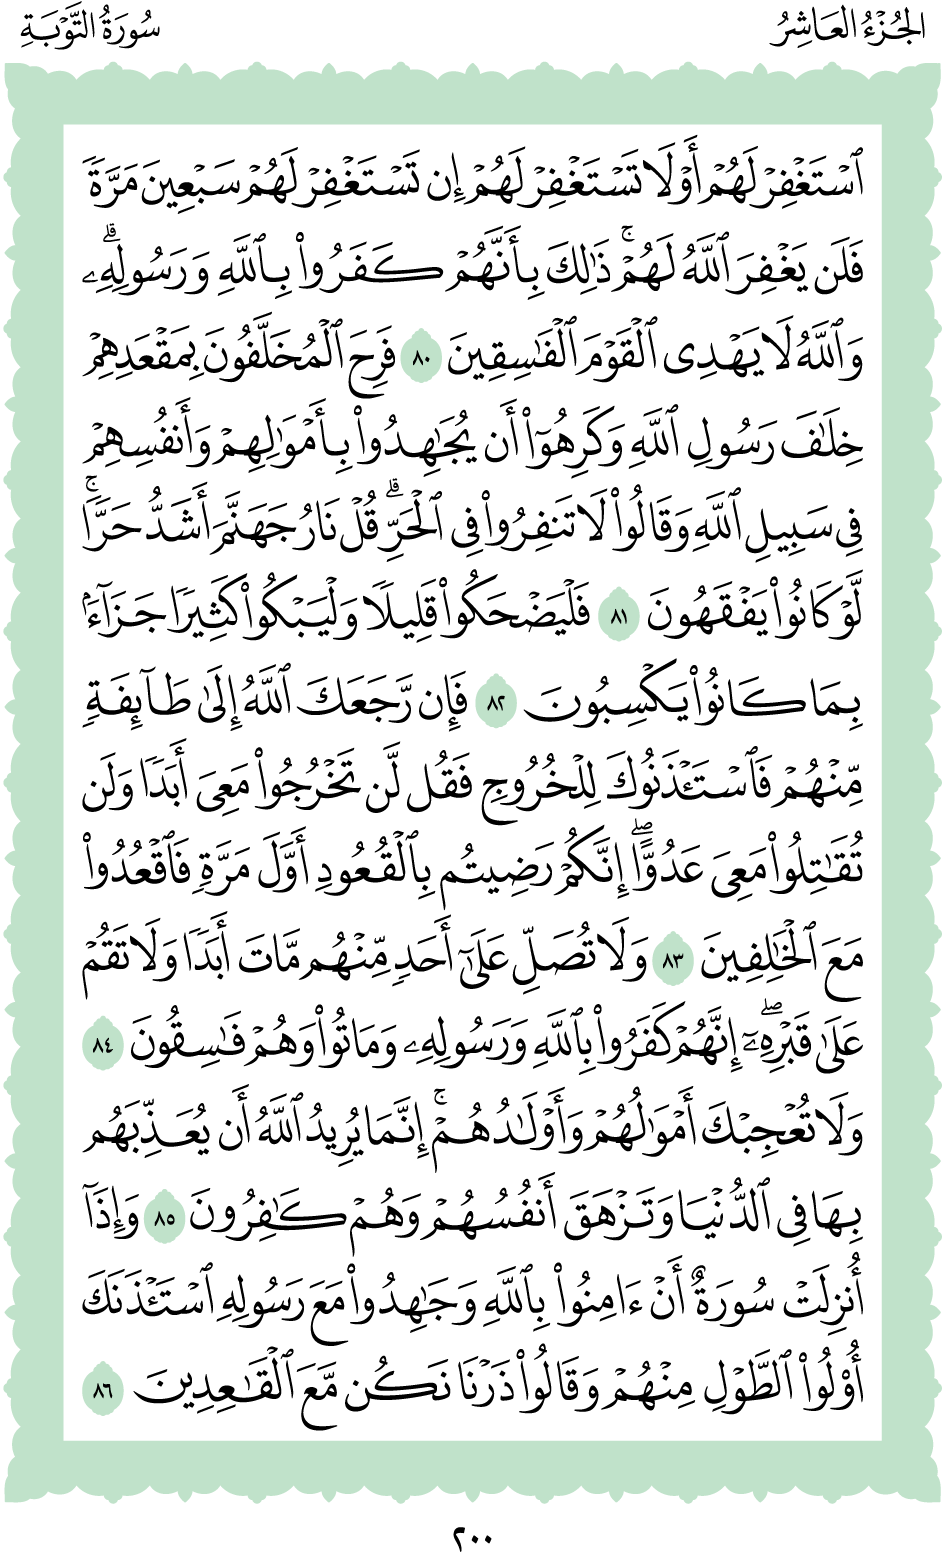 الجُزْءُ العَاشِرُ
سُورَةُ التَّوْبَةِ
ٱسْتَغْفِرْ لَهُمْ أَوْ لَا تَسْتَغْفِرْ لَهُمْ إِن تَسْتَغْفِرْ لَهُمْ سَبْعِينَ مَرَّةً
فَلَن يَغْفِرَ ٱللَّهُ لَهُمْۚ ذَٰلِكَ بِأَنَّهُمْ كَفَرُوا۟ بِٱللَّهِ وَرَسُولِهِۦۗ
وَٱللَّهُ لَا يَهْدِى ٱلْقَوْمَ ٱلْفَـٰسِقِينَ ٨٠ فَرِحَ ٱلْمُخَلَّفُونَ بِمَقْعَدِهِمْ
خِلَـٰفَ رَسُولِ ٱللَّهِ وَكَرِهُوٓا۟ أَن يُجَـٰهِدُوا۟ بِأَمْوَٰلِهِمْ وَأَنفُسِهِمْ
فِى سَبِيلِ ٱللَّهِ وَقَالُوا۟ لَا تَنفِرُوا۟ فِى ٱلْحَرِّۗ قُلْ نَارُ جَهَنَّمَ أَشَدُّ حَرًّاۚ
لَّوْ كَانُوا۟ يَفْقَهُونَ ٨١ فَلْيَضْحَكُوا۟ قَلِيلًا وَلْيَبْكُوا۟ كَثِيرًا جَزَآءًۢ
بِمَا كَانُوا۟ يَكْسِبُونَ ٨٢ فَإِن رَّجَعَكَ ٱللَّهُ إِلَىٰ طَآئِفَةٍ
مِّنْهُمْ فَٱسْتَـْٔذَنُوكَ لِلْخُرُوجِ فَقُل لَّن تَخْرُجُوا۟ مَعِىَ أَبَدًا وَلَن
تُقَـٰتِلُوا۟ مَعِىَ عَدُوًّاۖ إِنَّكُمْ رَضِيتُم بِٱلْقُعُودِ أَوَّلَ مَرَّةٍ فَٱقْعُدُوا۟
مَعَ ٱلْخَـٰلِفِينَ ٨٣ وَلَا تُصَلِّ عَلَىٰٓ أَحَدٍ مِّنْهُم مَّاتَ أَبَدًا وَلَا تَقُمْ
عَلَىٰ قَبْرِهِۦٓۖ إِنَّهُمْ كَفَرُوا۟ بِٱللَّهِ وَرَسُولِهِۦ وَمَاتُوا۟ وَهُمْ فَـٰسِقُونَ ٨٤
وَلَا تُعْجِبْكَ أَمْوَٰلُهُمْ وَأَوْلَـٰدُهُمْۚ إِنَّمَا يُرِيدُ ٱللَّهُ أَن يُعَذِّبَهُم
بِهَا فِى ٱلدُّنْيَا وَتَزْهَقَ أَنفُسُهُمْ وَهُمْ كَـٰفِرُونَ ٨٥ وَإِذَآ
أُنزِلَتْ سُورَةٌ أَنْ ءَامِنُوا۟ بِٱللَّهِ وَجَـٰهِدُوا۟ مَعَ رَسُولِهِ ٱسْتَـْٔذَنَكَ
أُو۟لُوا۟ ٱلطَّوْلِ مِنْهُمْ وَقَالُوا۟ ذَرْنَا نَكُن مَّعَ ٱلْقَـٰعِدِينَ ٨٦
٢٠٠